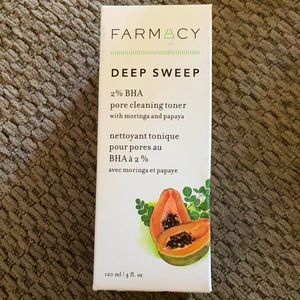 FARMACY
DEEP SWEEP
2% BHA
pore cleaning toner
with moringa and papaya
nettoyant tonique
pour pores au
BHA à 2 %
avec moringa et papaye
120 ml | 4 fl. oz